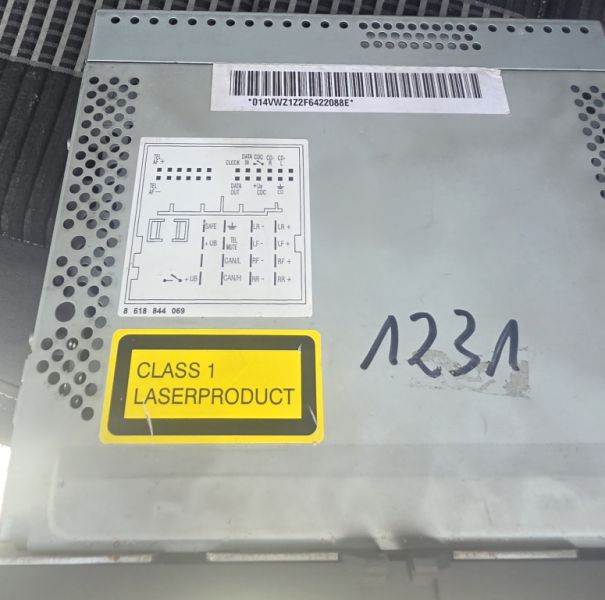 *014VWZ1Z2F6422088E*
TEL DATA CDC CD- CD-
AF + CLOCK IN R L
TEL DATA +Ua
AF— OUT CDC CD
SAFE LR - LR +
+ UB TEL MUTE LF - LF +
CAN/L RF - RF +
+ UB CAN/H RR - RR +
8 618 844 069
CLASS 1
LASERPRODUCT
1231